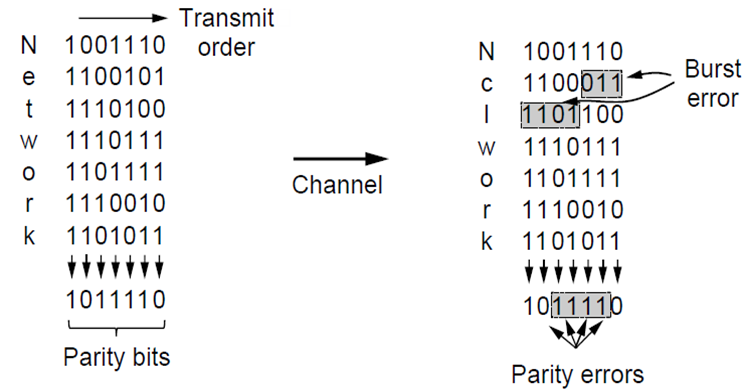 Transmit order
N 1001110
e 1100101
t 1110100
w 1110111
o 1101111
r 1110010
k 1101011
1011110
Parity bits
Channel
N 1001110
c 1100011
l 1101100
w 1110111
o 1101111
r 1110010
k 1101011
1011110
Parity errors
Burst error